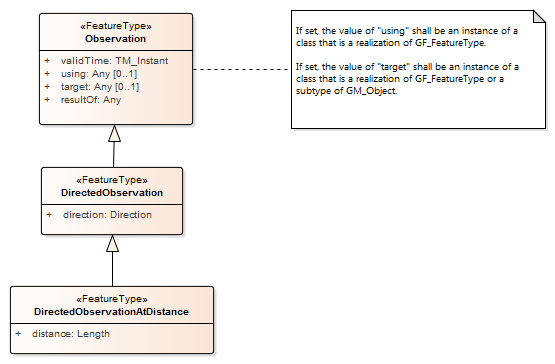 «FeatureType»
Observation
+ validTime: TM_Instant
+ using: Any [0..1]
+ target: Any [0..1]
+ resultOf: Any
If set, the value of "using" shall be an instance of a
class that is a realization of GF_FeatureType.
If set, the value of "target" shall be an instance of a
class that is a realization of GF_FeatureType or a
subtype of GM_Object.
«FeatureType»
DirectedObservation
+ direction: Direction
«FeatureType»
DirectedObservationAtDistance
+ distance: Length